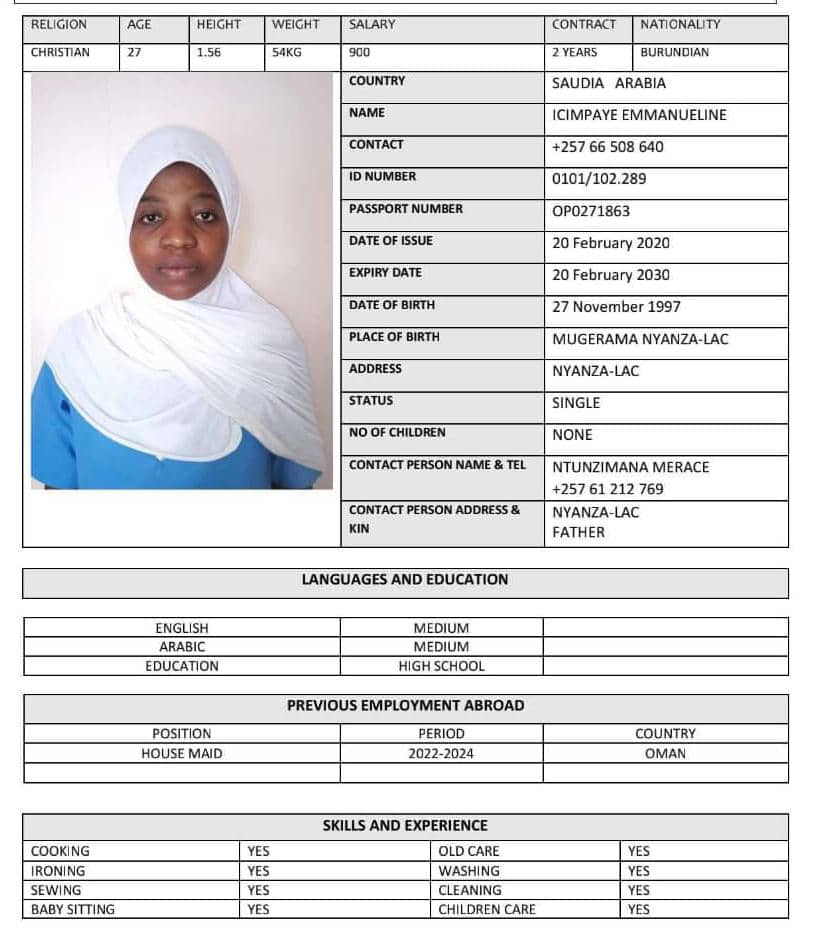 RELIGION AGE HEIGHT WEIGHT SALARY CONTRACT NATIONALITY
CHRISTIAN 27 1.56 54KG 900 2 YEARS BURUNDIAN
COUNTRY SAUDIA ARABIA
NAME ICIMPAYE EMMANUELINE
CONTACT +257 66 508 640
ID NUMBER 0101/102.289
PASSPORT NUMBER OP0271863
DATE OF ISSUE 20 February 2020
EXPIRY DATE 20 February 2030
DATE OF BIRTH 27 November 1997
PLACE OF BIRTH MUGERAMA NYANZA-LAC
ADDRESS NYANZA-LAC
STATUS SINGLE
NO OF CHILDREN NONE
CONTACT PERSON NAME & TEL NTUNZIMANA MERACE
+257 61 212 769
CONTACT PERSON ADDRESS & NYANZA-LAC
KIN FATHER
LANGUAGES AND EDUCATION
ENGLISH MEDIUM
ARABIC MEDIUM
EDUCATION HIGH SCHOOL
PREVIOUS EMPLOYMENT ABROAD
POSITION PERIOD COUNTRY
HOUSE MAID 2022-2024 OMAN
SKILLS AND EXPERIENCE
COOKING YES OLD CARE YES
IRONING YES WASHING YES
SEWING YES CLEANING YES
BABY SITTING YES CHILDREN CARE YES